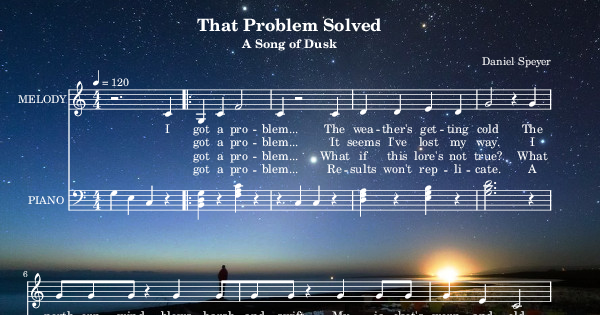 That Problem Solved
A Song of Dusk
Daniel Speyer
= 120
MELODY
I got a pro - blem... The wea - ther's get - ting cold The
got a pro - blem... It seems I've lost my way. I
got a pro - blem... What if this lore's not true? What
got a pro - blem... Re - sults won't rep - li - cate. A
PIANO
6